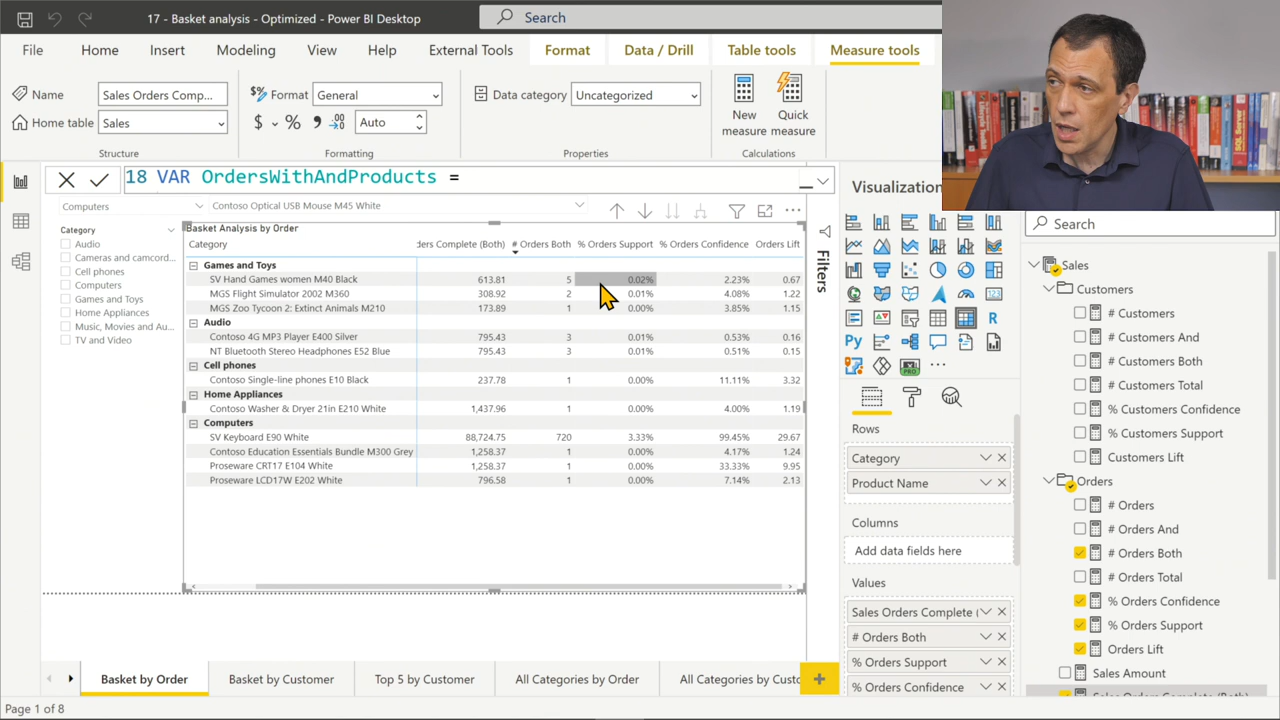 17 - Basket analysis - Optimized - Power BI Desktop
Search
File Home Insert Modeling View Help External Tools Format Data / Drill Table tools Measure tools
Name Sales Orders Comp...
Home table Sales
Structure
Format General
$ % 9 .00 Auto
Formatting
Data category Uncategorized
Properties
New measure
Quick measure
Calculations
18 VAR OrdersWithAndProducts =
Computers
Contoso Optical USB Mouse M45 White
Category
Audio
Cameras and camcord...
Cell phones
Computers
Games and Toys
Home Appliances
Music, Movies and Au...
TV and Video
Basket Analysis by Order
Category ders Complete (Both) # Orders Both % Orders Support % Orders Confidence Orders Lift
Games and Toys
SV Hand Games women M40 Black 613.81 5 0.02% 2.23% 0.67
MGS Flight Simulator 2002 M360 308.92 2 0.01% 4.08% 1.22
MGS Zoo Tycoon 2: Extinct Animals M210 173.89 1 0.00% 3.85% 1.15
Audio
Contoso 4G MP3 Player E400 Silver 795.43 3 0.01% 0.53% 0.16
NT Bluetooth Stereo Headphones E52 Blue 795.43 3 0.01% 0.51% 0.15
Cell phones
Contoso Single-line phones E10 Black 237.78 1 0.00% 11.11% 3.32
Home Appliances
Contoso Washer & Dryer 21in E210 White 1,437.96 1 0.00% 4.00% 1.19
Computers
SV Keyboard E90 White 88,724.75 720 3.33% 99.45% 29.67
Contoso Education Essentials Bundle M300 Grey 1,258.37 1 0.00% 4.17% 1.24
Proseware CRT17 E104 White 1,258.37 1 0.00% 33.33% 9.95
Proseware LCD17W E202 White 796.58 1 0.00% 7.14% 2.13
Filters
Visualization
R
Py
PRO
Rows
Category
Product Name
Columns
Add data fields here
Values
Sales Orders Complete (
# Orders Both
% Orders Support
% Orders Confidence
Search
Sales
Customers
# Customers
# Customers And
# Customers Both
# Customers Total
% Customers Confidence
% Customers Support
Customers Lift
Orders
# Orders
# Orders And
# Orders Both
# Orders Total
% Orders Confidence
% Orders Support
Orders Lift
Sales Amount
Sales Orders Complete (Both)
Basket by Order Basket by Customer Top 5 by Customer All Categories by Order All Categories by Custo
Page 1 of 8